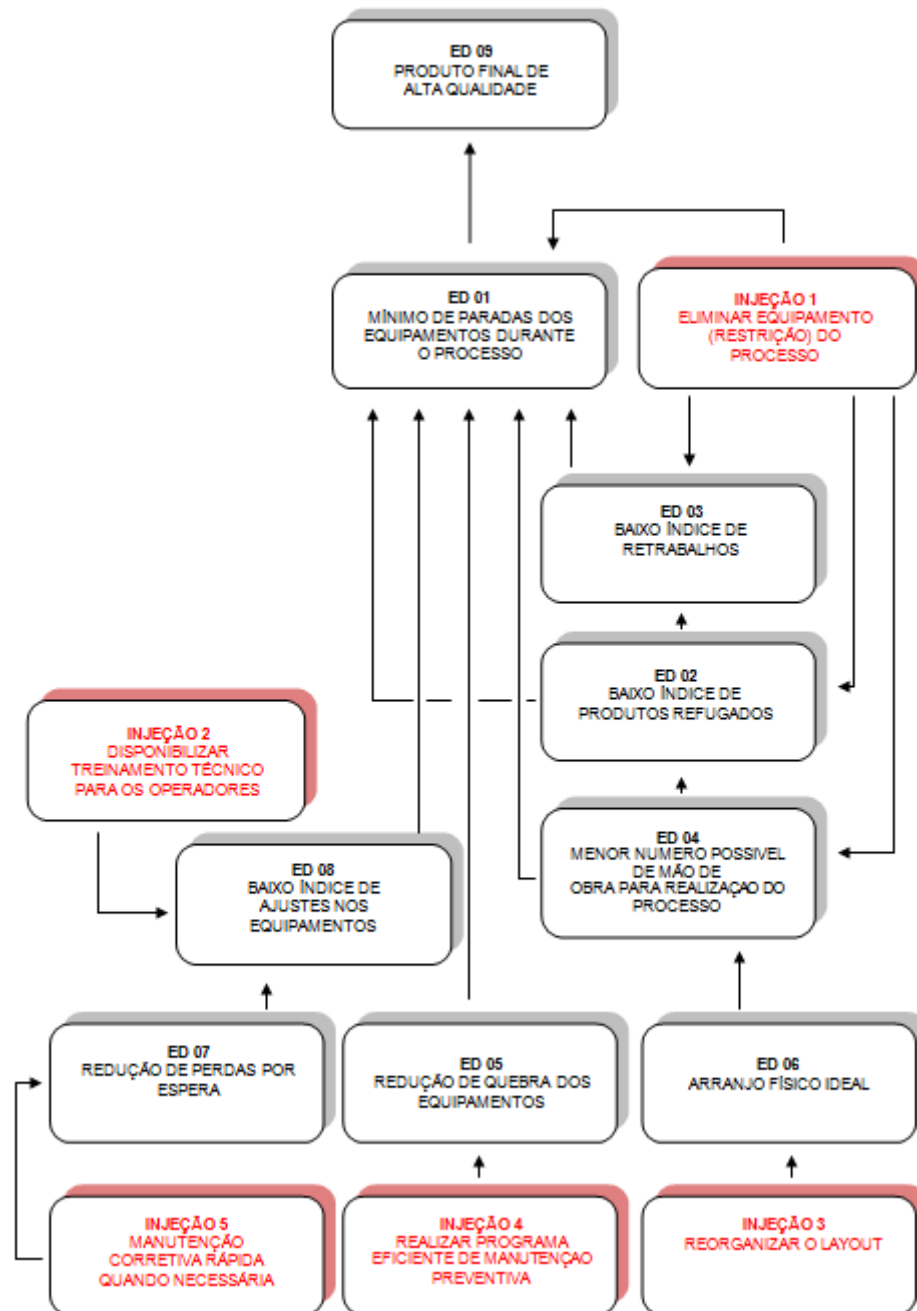 ED 09
PRODUTO FINAL DE
ALTA QUALIDADE
ED 01
MÍNIMO DE PARADAS DOS
EQUIPAMENTOS DURANTE
O PROCESSO
INJEÇÃO 1
ELIMINAR EQUIPAMENTO
(RESTRIÇÃO) DO
PROCESSO
ED 03
BAIXO ÍNDICE DE
RETRABALHOS
ED 02
BAIXO ÍNDICE DE
PRODUTOS REFUGADOS
INJEÇÃO 2
DISPONIBILIZAR
TREINAMENTO TÉCNICO
PARA OS OPERADORES
ED 08
BAIXO ÍNDICE DE
AJUSTES NOS
EQUIPAMENTOS
ED 04
MENOR NUMERO POSSIVEL
DE MÃO DE
OBRA PARA REALIZAÇAO DO
PROCESSO
ED 07
REDUÇÃO DE PERDAS POR
ESPERA
ED 05
REDUÇÃO DE QUEBRA DOS
EQUIPAMENTOS
ED 06
ARRANJO FÍSICO IDEAL
INJEÇÃO 5
MANUTENÇÃO
CORRETIVA RÁPIDA
QUANDO NECESSÁRIA
INJEÇÃO 4
REALIZAR PROGRAMA
EFICIENTE DE MANUTENÇAO
PREVENTIVA
INJEÇÃO 3
REORGANIZAR O LAYOUT